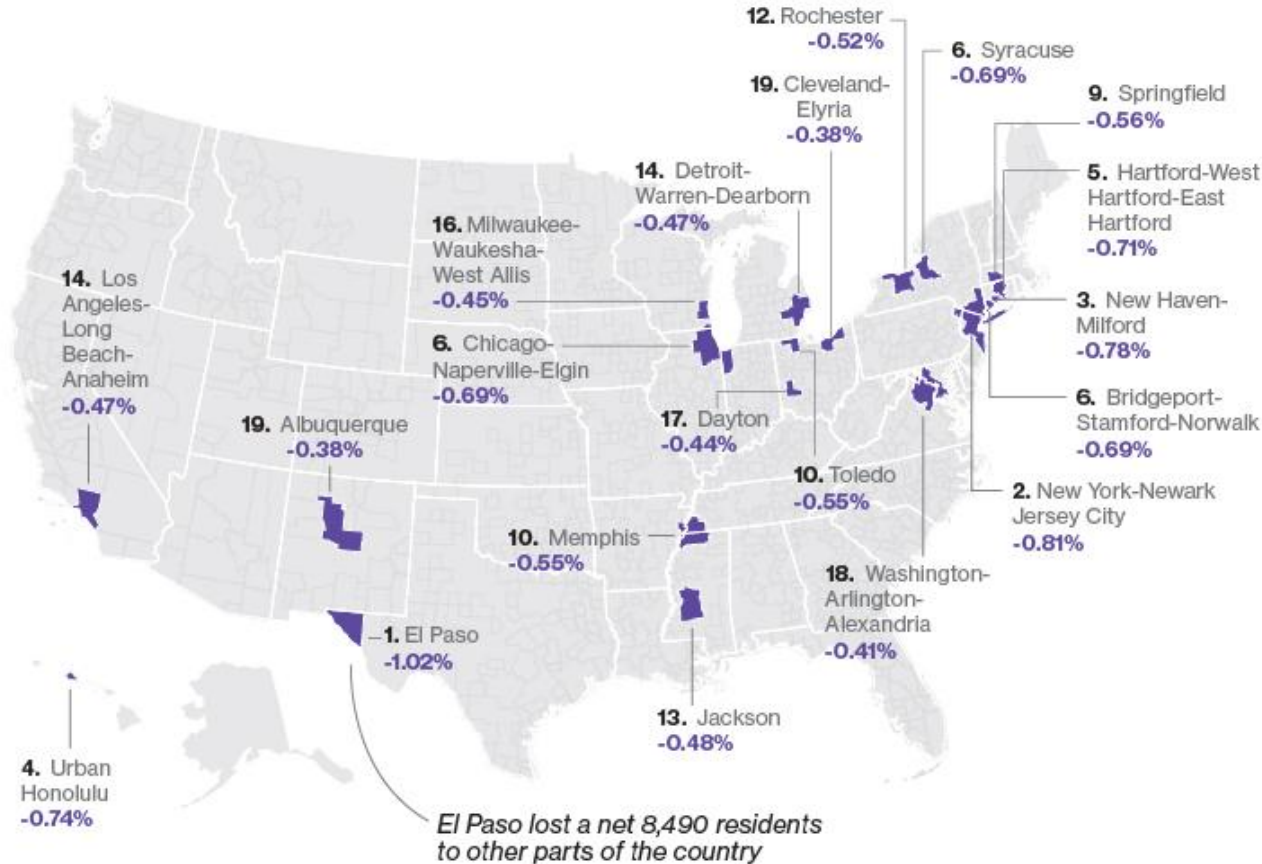 12. Rochester
-0.52%
6. Syracuse
-0.69%
19. Cleveland-
Elyria
-0.38%
9. Springfield
-0.56%
14. Detroit-
Warren-Dearborn
-0.47%
5. Hartford-West
Hartford-East
Hartford
-0.71%
16. Milwaukee-
Waukesha-
West Allis
-0.45%
14. Los
Angeles-
Long
Beach-
Anaheim
-0.47%
3. New Haven-
Milford
-0.78%
6. Chicago-
Naperville-Elgin
-0.69%
6. Bridgeport-
Stamford-Norwalk
-0.69%
19. Albuquerque
-0.38%
17. Dayton
-0.44%
10. Toledo
-0.55%
2. New York-Newark
Jersey City
-0.81%
10. Memphis
-0.55%
18. Washington-
Arlington-
Alexandria
-0.41%
1. El Paso
-1.02%
13. Jackson
-0.48%
4. Urban
Honolulu
-0.74%
El Paso lost a net 8,490 residents
to other parts of the country